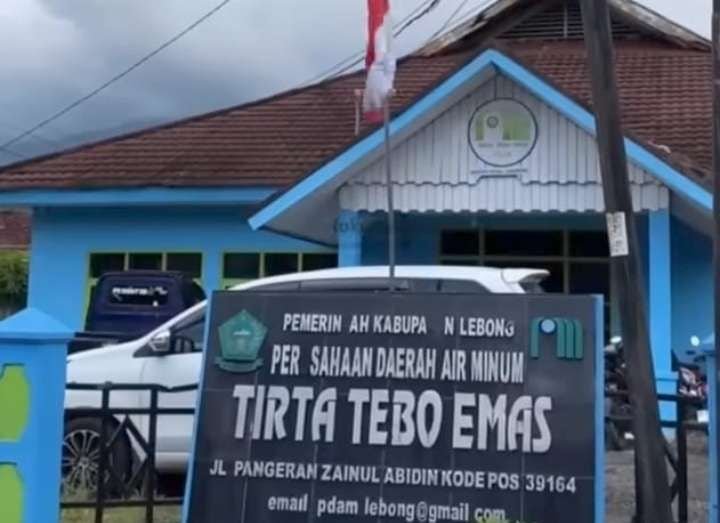 PEMERIN AH KABUPA N LEBONG
PER SAHAAN DAERAH AIR MINUM
TIRTA TEBO EMAS
JL PANGERAN ZAINUL ABIDIN KODE POS 39164
email pdam lebong@gmail com